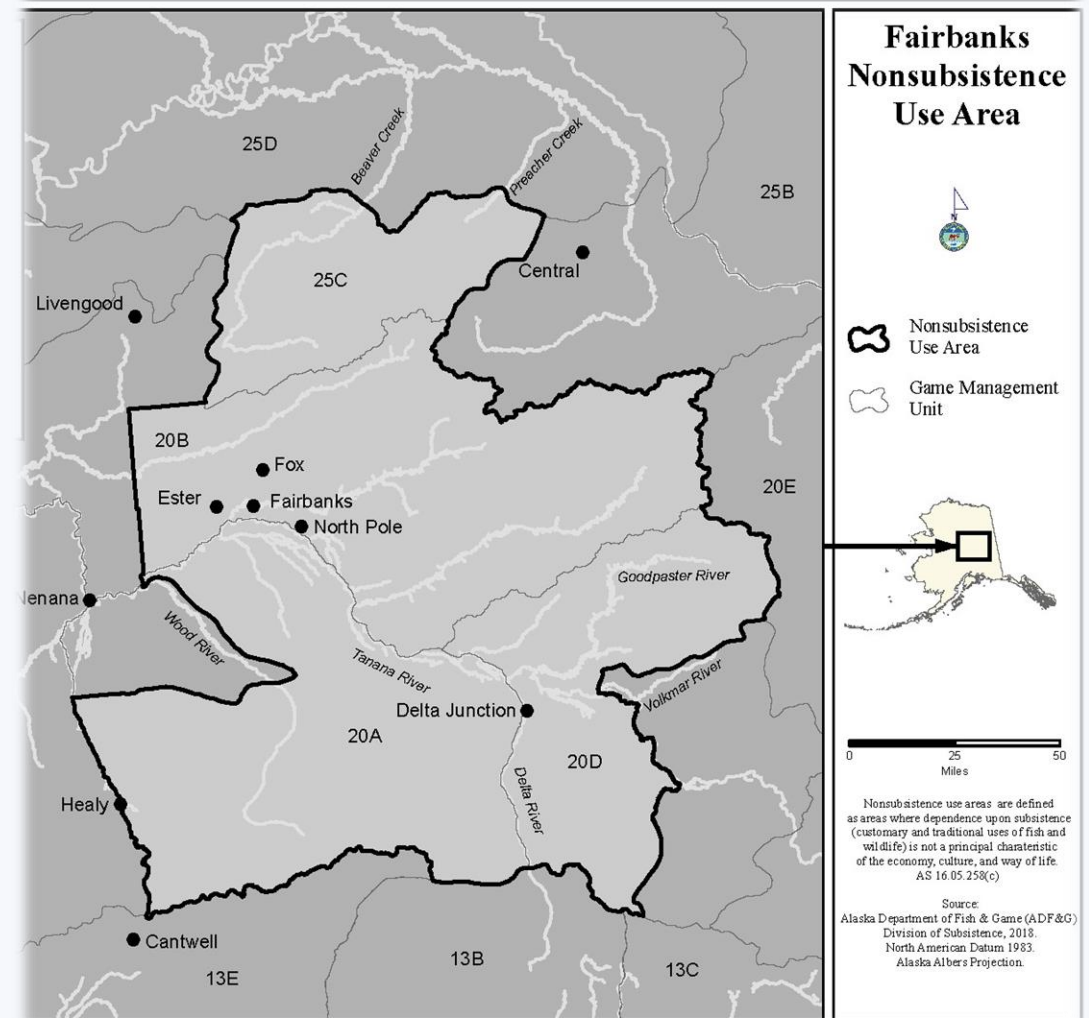 Fairbanks
Nonsubsistence
Use Area
N
Nonsubsistence
Use Area
Game Management
Unit
0 25 50
Miles
Nonsubsistence use areas are defined
as areas where dependence upon subsistence
(customary and traditional uses of fish and
wildlife) is not a principal charateristic
of the economy, culture, and way of life.
AS 16.05.258(c)
Source:
Alaska Department of Fish & Game (ADF&G)
Division of Subsistence, 2018.
North American Datum 1983.
Alaska Albers Projection.
25D
Beaver Creek
Preacher Creek
25B
Central
25C
Livengood
20B
Fox
Ester
Fairbanks
North Pole
20E
Goodpaster River
Nenana
Wood River
Tanana River
Volkmar River
Delta Junction
20A
20D
Healy
Delta River
Cantwell
13E
13B
13C